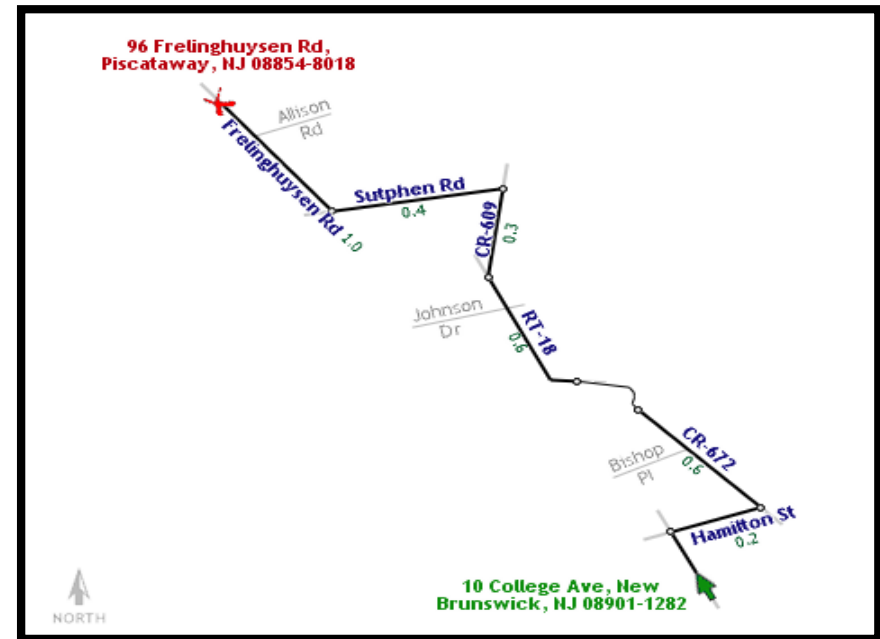 96 Frelinghuysen Rd,
Piscataway, NJ 08854-8018
Allison
Rd
Frelinghuysen Rd 1.0
Sutphen Rd
0.4
CR-609
0.3
Johnson
Dr
RT-18
0.6
CR-672
0.6
Bishop
Pl
Hamilton St
0.2
10 College Ave, New
Brunswick, NJ 08901-1282
NORTH